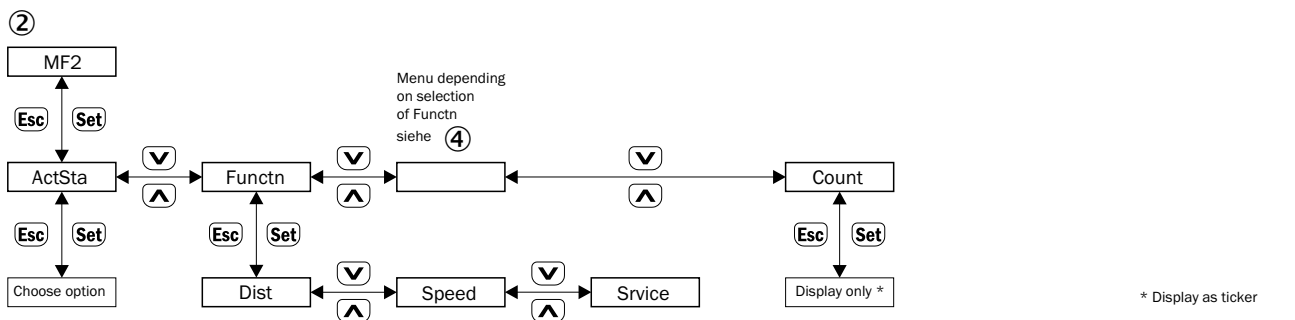 ②
MF2
Menu depending
on selection
of Functn
siehe ④
Esc Set
ActSta
Functn
Count
Esc Set
Esc Set
Esc Set
Choose option
Dist
Speed
Srvice
Display only *
* Display as ticker